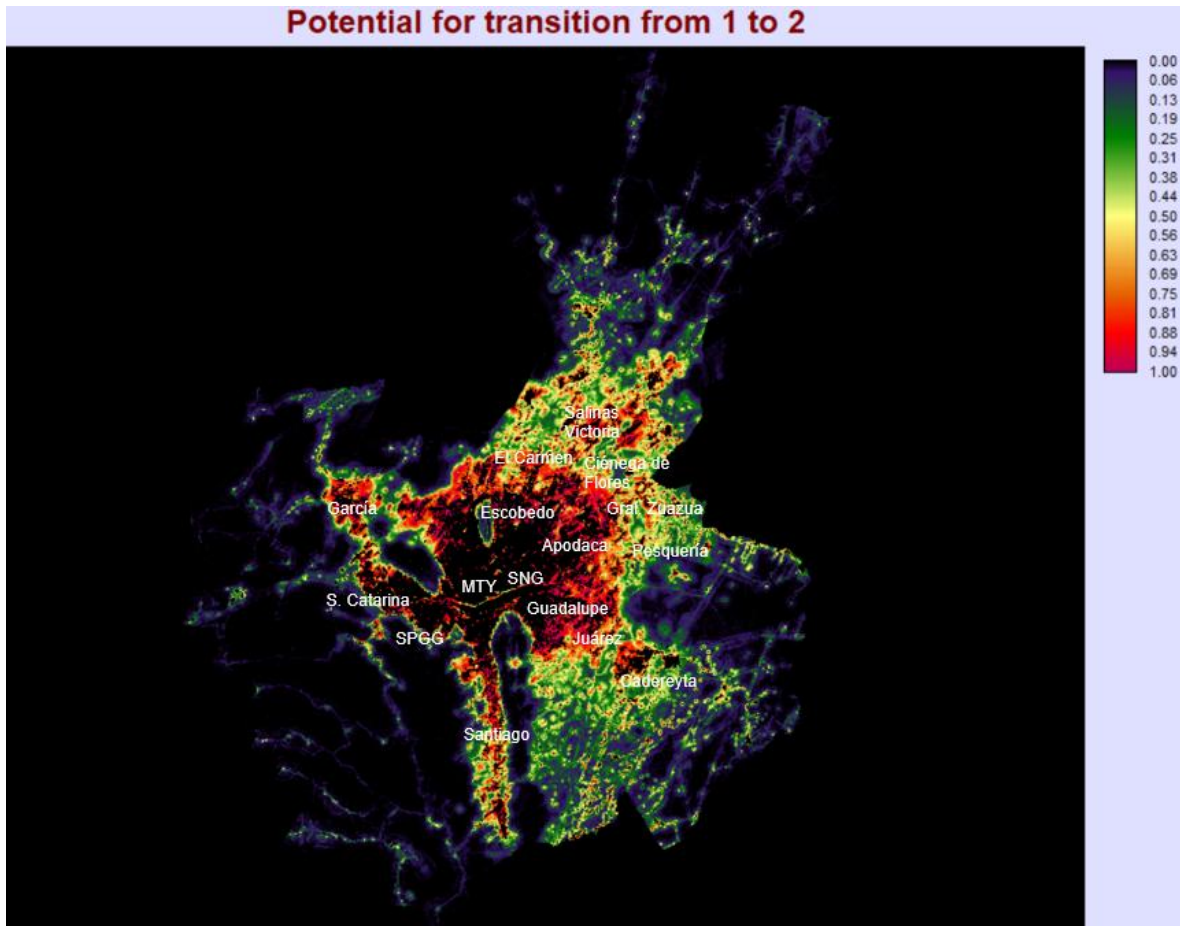 Potential for transition from 1 to 2
0.00
0.06
0.13
0.19
0.25
0.31
0.38
0.44
0.50
0.56
0.63
0.69
0.75
0.81
0.88
0.94
1.00
Salinas
Victoria
El Carmen
Ciénega de
Flores
García
Escobedo
Gral. Zuazua
Apodaca
Pesquería
MTY
SNG
S. Catarina
Guadalupe
SPGG
Juárez
Cadereyta
Santiago